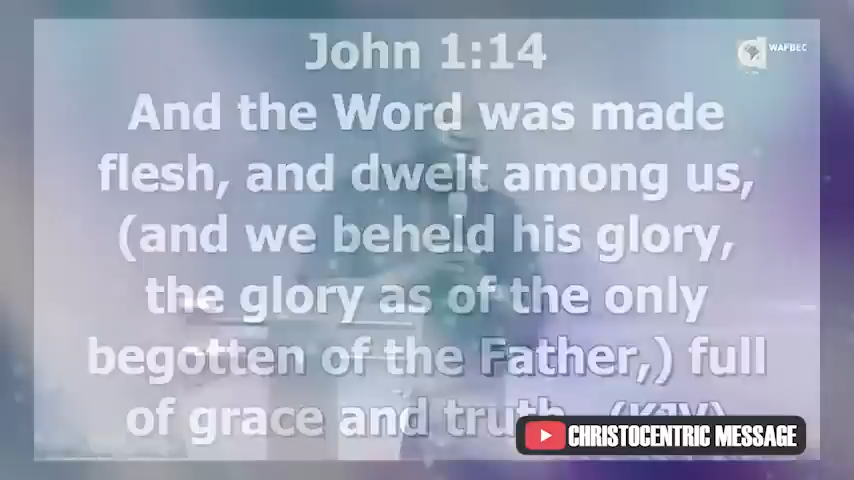 John 1:14
WAFBEC
And the Word was made
flesh, and dwelt among us,
(and we beheld his glory,
the glory as of the only
begotten of the Father,) full
of grace and truth. (KJV)
CHRISTOCENTRIC MESSAGE